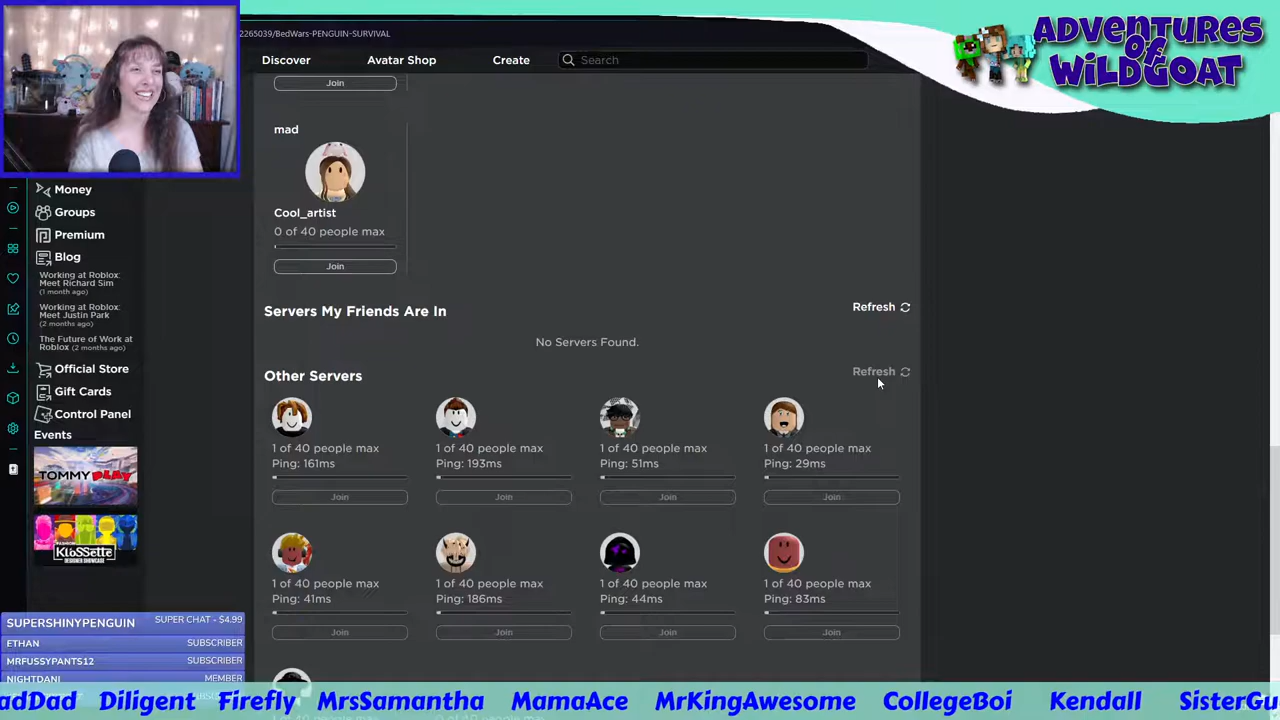 2265039/BedWars-PENGUIN-SURVIVAL
ADVENTURES
OF
WILDGOAT
Discover
Avatar Shop
Create
Search
Join
mad
Cool_artist
0 of 40 people max
Join
Money
Groups
Premium
Blog
Working at Roblox:
Meet Richard Sim
(1 month ago)
Working at Roblox:
Meet Justin Park
(2 months ago)
The Future of Work at
Roblox (2 months ago)
Official Store
Gift Cards
Control Panel
Events
TOMMY PLAY
FASHION
KLOSSETTE
DESIGNER SHOWCASE
Servers My Friends Are In
Refresh
No Servers Found.
Other Servers
Refresh
1 of 40 people max
Ping: 161ms
Join
1 of 40 people max
Ping: 193ms
Join
1 of 40 people max
Ping: 51ms
Join
1 of 40 people max
Ping: 29ms
Join
1 of 40 people max
Ping: 41ms
Join
1 of 40 people max
Ping: 186ms
Join
1 of 40 people max
Ping: 44ms
Join
1 of 40 people max
Ping: 83ms
Join
SUPERSHINYPENGUIN SUPER CHAT - $4.99
ETHAN SUBSCRIBER
MRFUSSYPANTS12 SUBSCRIBER
NIGHTDANI MEMBER
adDad Diligent Firefly MrsSamantha MamaAce MrKingAwesome CollegeBoi Kendall SisterGu